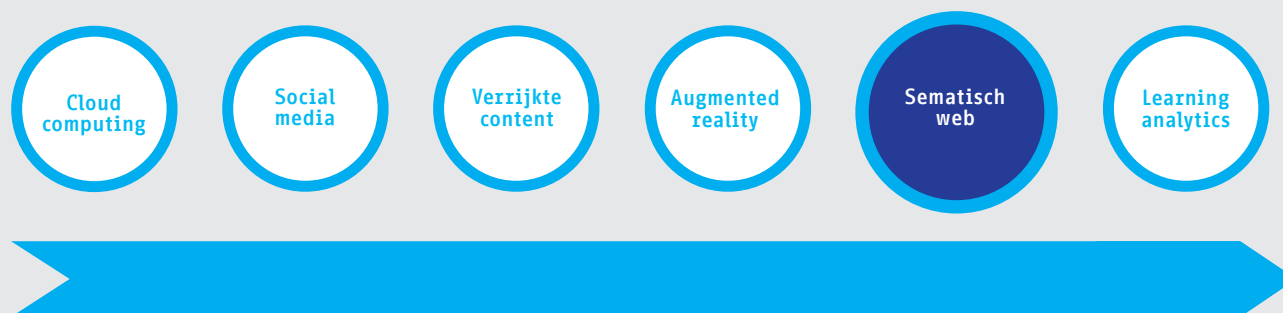 Cloud
computing
Social
media
Verrijkte
content
Augmented
reality
Sematisch
web
Learning
analytics